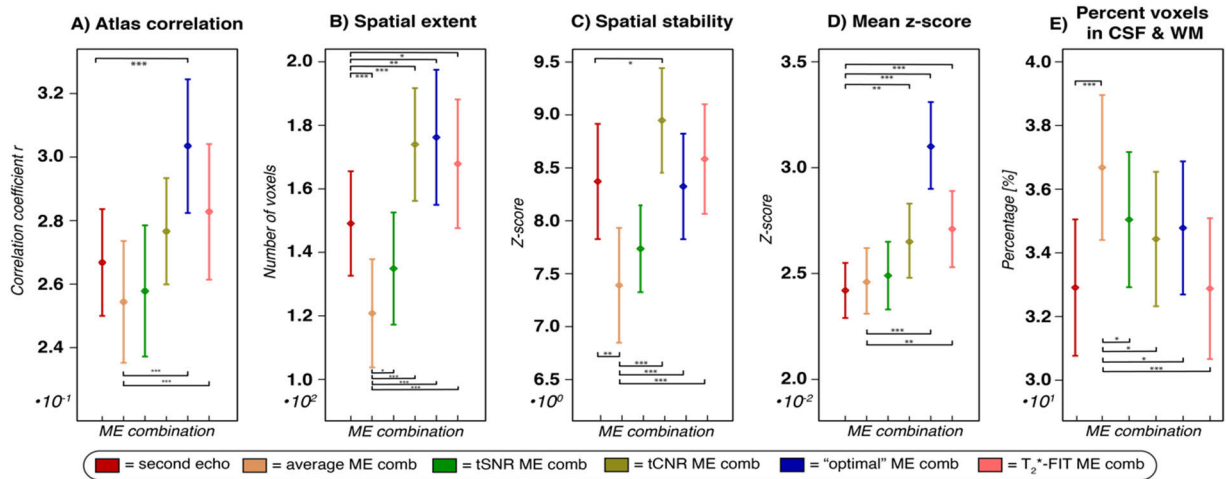 A) Atlas correlation
Correlation coefficient r
3.2
3.0
2.8
2.6
2.4
•10⁻¹
***
***
***
ME combination
B) Spatial extent
Number of voxels
2.0
1.8
1.6
1.4
1.2
1.0
•10²
*
**
***
***
*
***
***
***
ME combination
C) Spatial stability
Z-score
9.5
9.0
8.5
8.0
7.5
7.0
6.5
•10⁰
*
**
***
***
***
ME combination
D) Mean z-score
Z-score
3.5
3.0
2.5
2.0
•10⁻²
***
***
**
***
**
ME combination
E) Percent voxels
in CSF & WM
Percentage [%]
4.0
3.8
3.6
3.4
3.2
3.0
•10¹
***
*
*
*
***
ME combination
= second echo
= average ME comb
= tSNR ME comb
= tCNR ME comb
= “optimal” ME comb
= T₂*-FIT ME comb